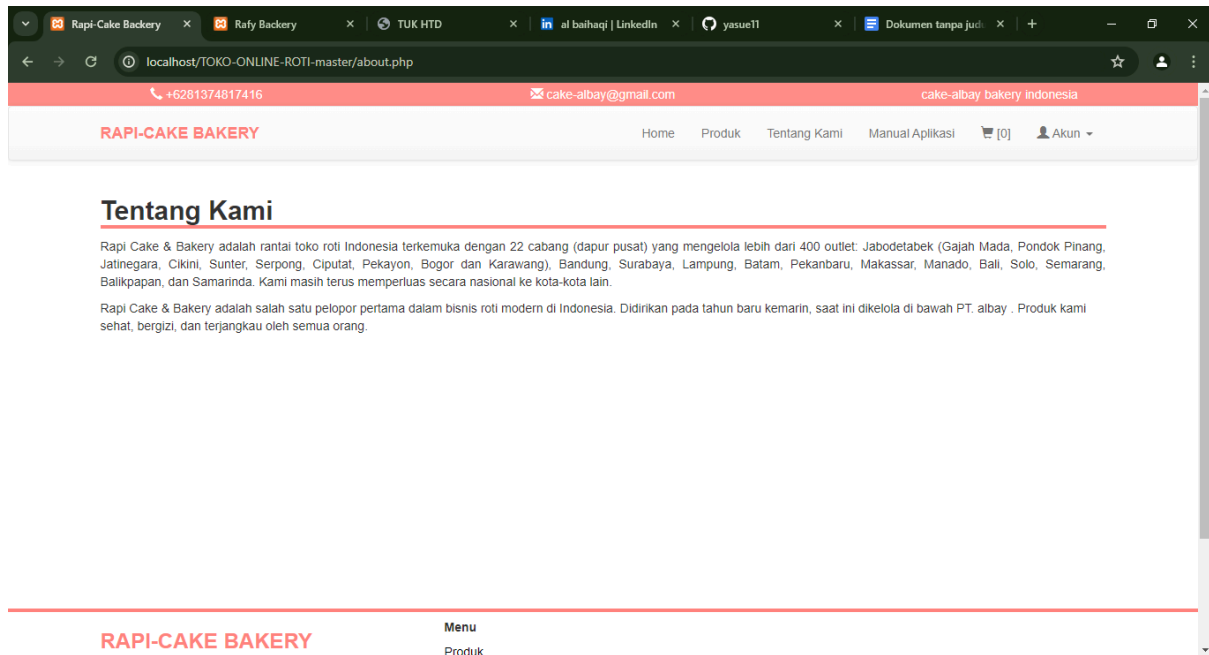 Rapi-Cake Backery
Rafy Backery
TUK HTD
al baihaqi | LinkedIn
yasue11
Dokumen tanpa judu
localhost/TOKO-ONLINE-ROTI-master/about.php
+6281374817416
cake-albay@gmail.com
cake-albay bakery indonesia
RAPI-CAKE BAKERY
Home
Produk
Tentang Kami
Manual Aplikasi
[0]
Akun
Tentang Kami
Rapi Cake & Bakery adalah rantai toko roti Indonesia terkemuka dengan 22 cabang (dapur pusat) yang mengelola lebih dari 400 outlet: Jabodetabek (Gajah Mada, Pondok Pinang,
Jatinegara, Cikini, Sunter, Serpong, Ciputat, Pekayon, Bogor dan Karawang), Bandung, Surabaya, Lampung, Batam, Pekanbaru, Makassar, Manado, Bali, Solo, Semarang,
Balikpapan, dan Samarinda. Kami masih terus memperluas secara nasional ke kota-kota lain.
Rapi Cake & Bakery adalah salah satu pelopor pertama dalam bisnis roti modern di Indonesia. Didirikan pada tahun baru kemarin, saat ini dikelola di bawah PT. albay . Produk kami
sehat, bergizi, dan terjangkau oleh semua orang.
RAPI-CAKE BAKERY
Menu
Produk